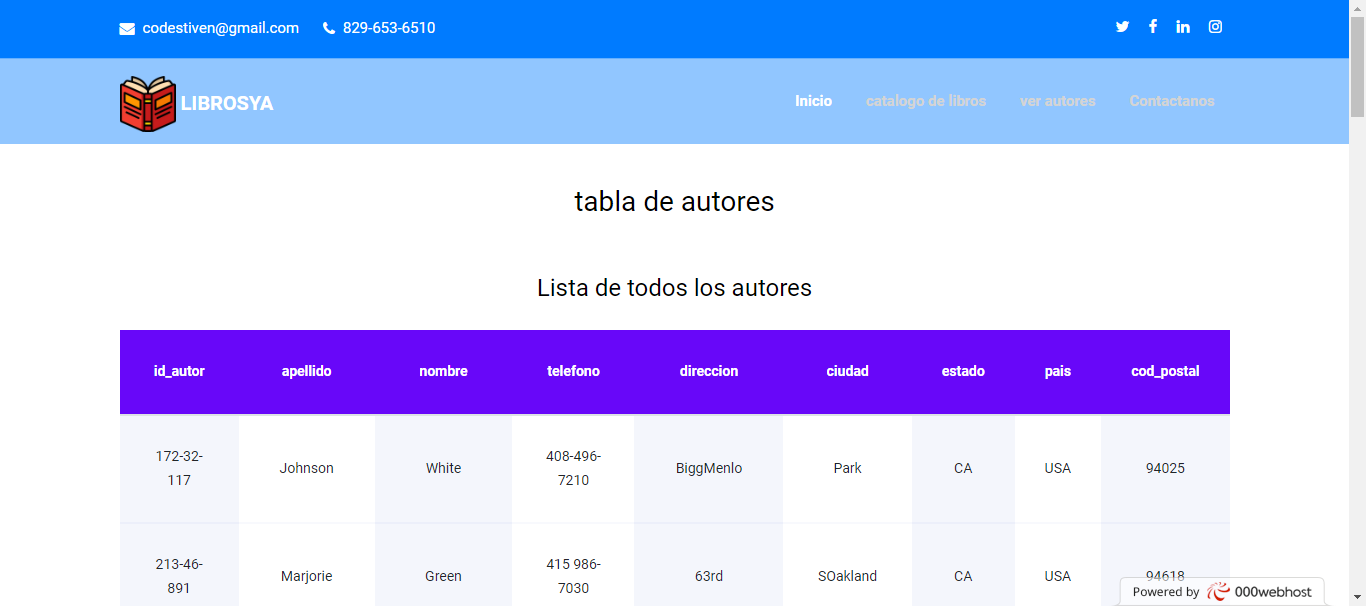 codestiven@gmail.com 829-653-6510
LIBROSYA Inicio catalogo de libros ver autores Contactanos
tabla de autores
Lista de todos los autores
id_autor apellido nombre telefono direccion ciudad estado pais cod_postal
172-32-117 Johnson White 408-496-7210 BiggMenlo Park CA USA 94025
213-46-891 Marjorie Green 415 986-7030 63rd SOakland CA USA 94618
Powered by 000webhost